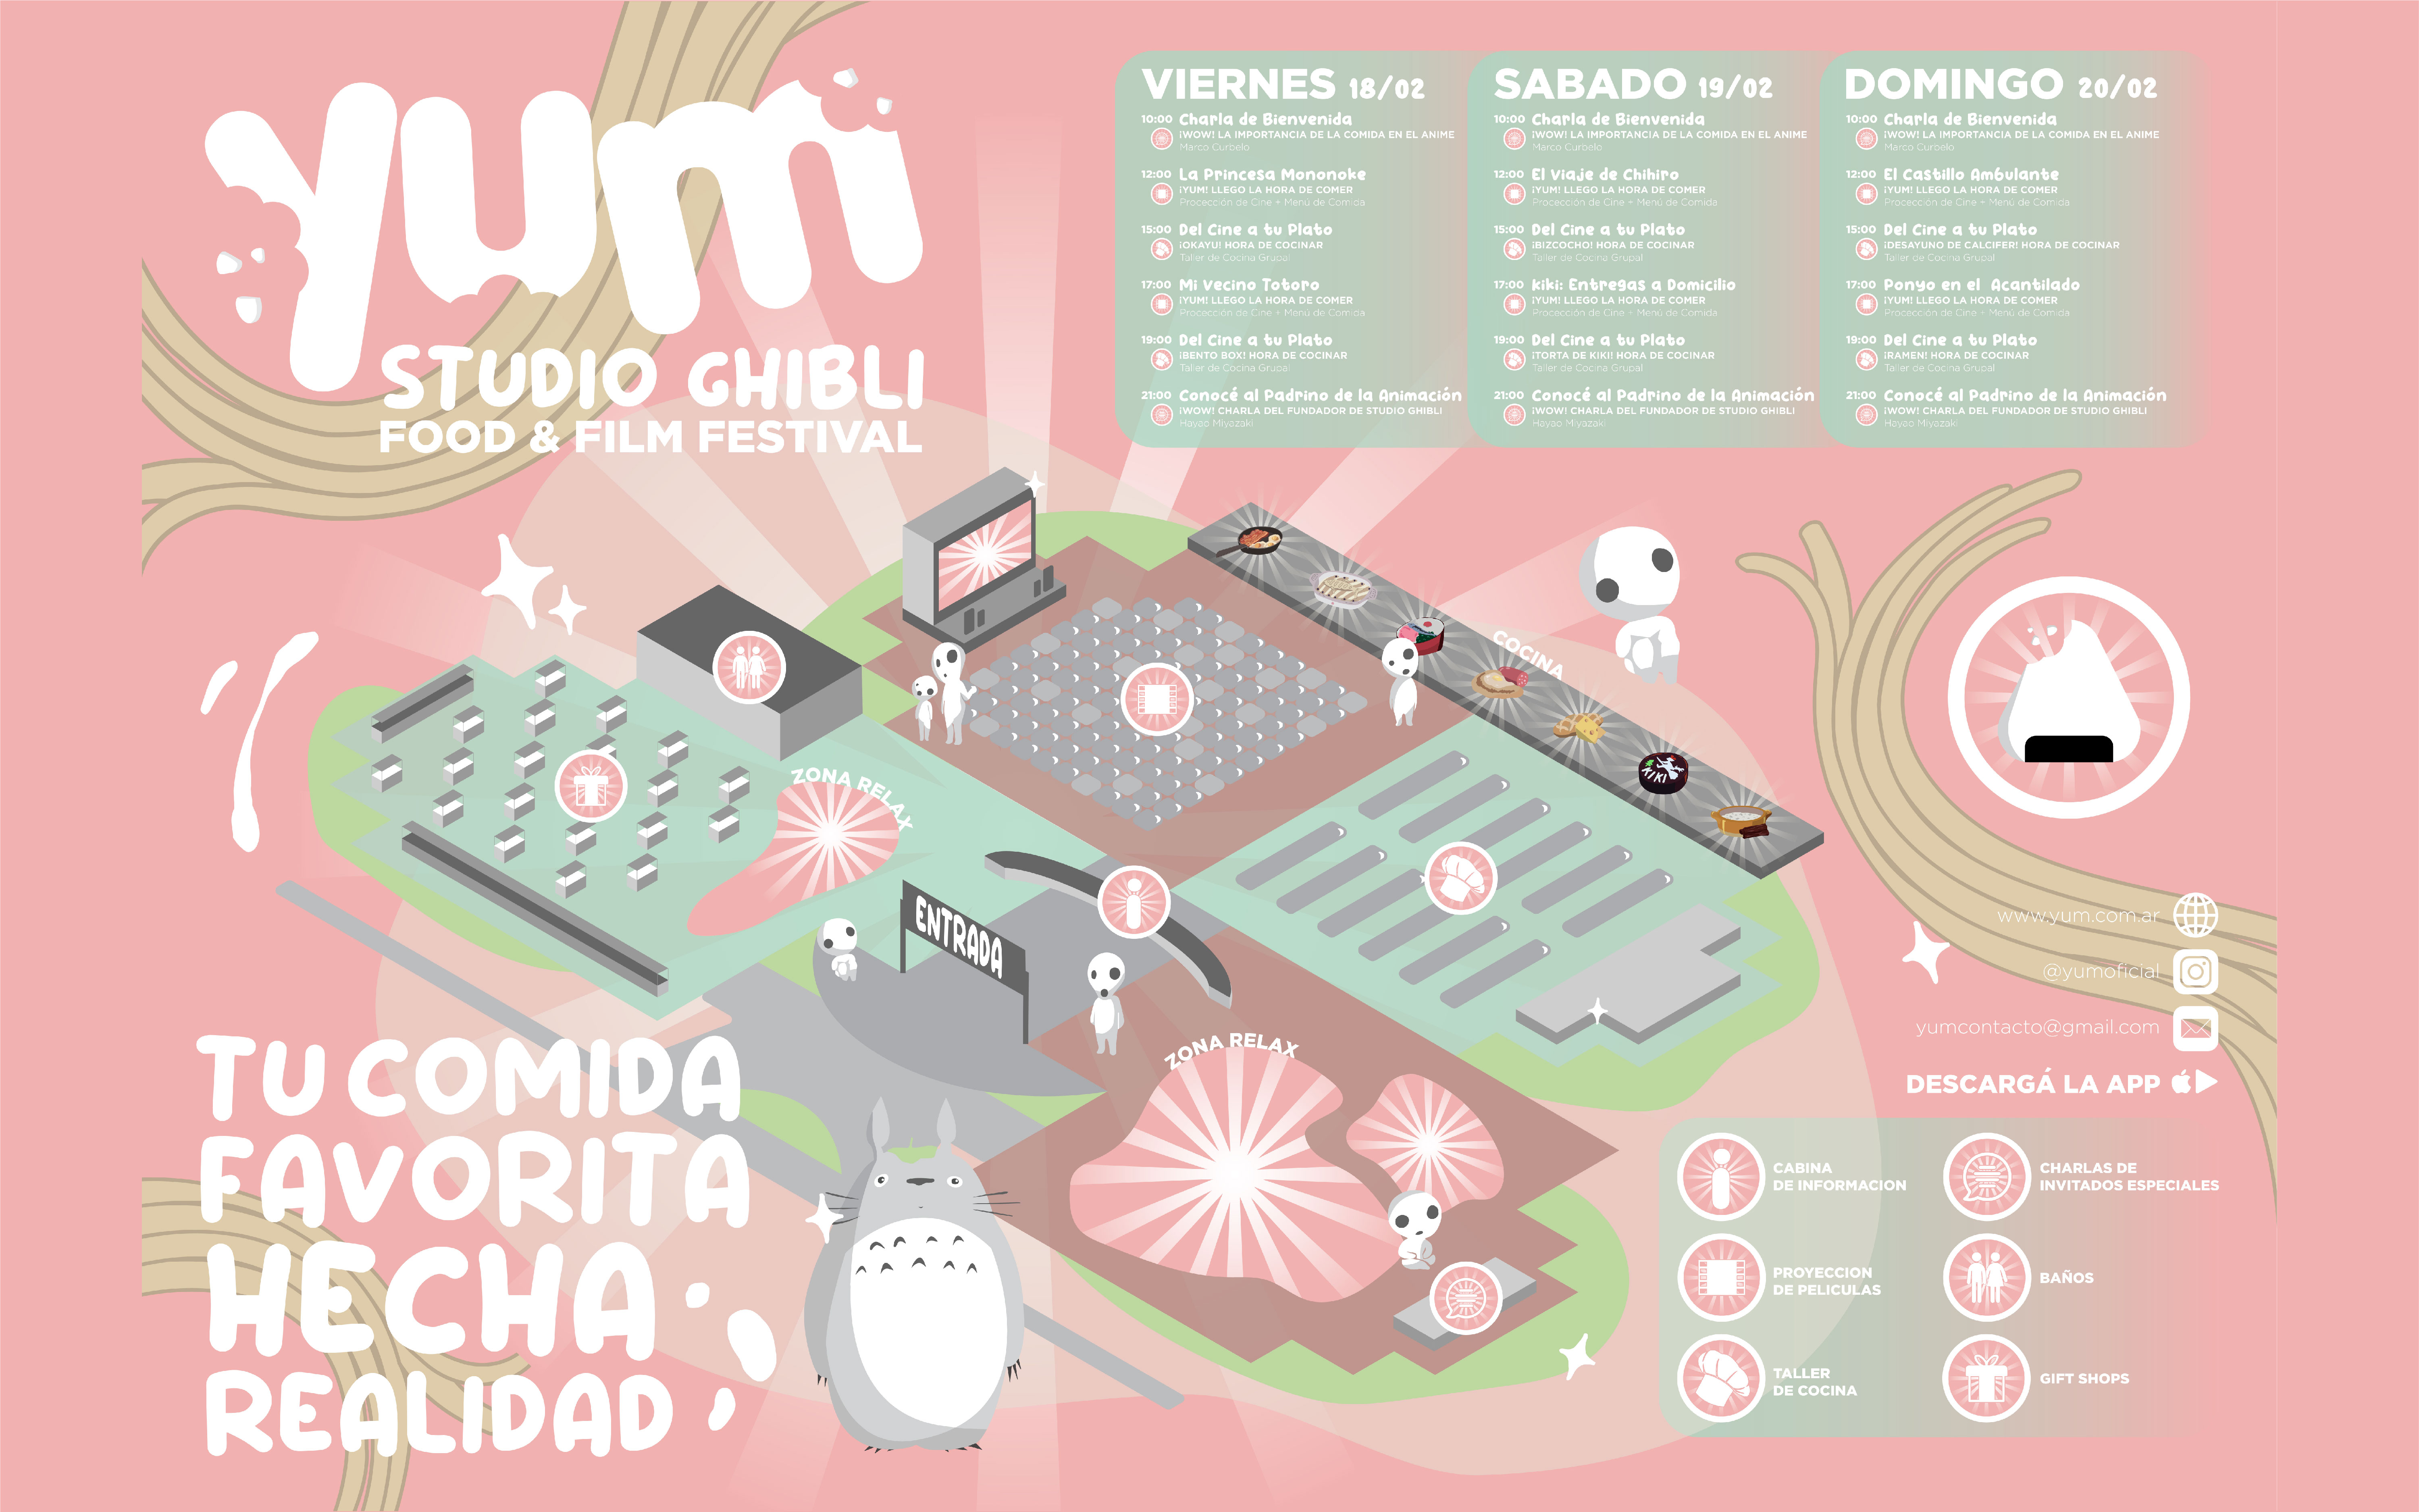 yum
STUDIO GHIBLI
FOOD & FILM FESTIVAL
VIERNES 18/02
10:00 Charla de Bienvenida
¡WOW! LA IMPORTANCIA DE LA COMIDA EN EL ANIME
Marco Curbelo
12:00 La Princesa Mononoke
¡YUM! LLEGO LA HORA DE COMER
Procección de Cine + Menú de Comida
15:00 Del Cine a tu Plato
¡OKAYU! HORA DE COCINAR
Taller de Cocina Grupal
17:00 Mi Vecino Totoro
¡YUM! LLEGO LA HORA DE COMER
Procección de Cine + Menú de Comida
19:00 Del Cine a tu Plato
¡BENTO BOX! HORA DE COCINAR
Taller de Cocina Grupal
21:00 Conocé al Padrino de la Animación
¡WOW! CHARLA DEL FUNDADOR DE STUDIO GHIBLI
Hayao Miyazaki
SABADO 19/02
10:00 Charla de Bienvenida
¡WOW! LA IMPORTANCIA DE LA COMIDA EN EL ANIME
Marco Curbelo
12:00 El Viaje de Chihiro
¡YUM! LLEGO LA HORA DE COMER
Procección de Cine + Menú de Comida
15:00 Del Cine a tu Plato
¡BIZCOCHO! HORA DE COCINAR
Taller de Cocina Grupal
17:00 kiki: Entregas a Domicilio
¡YUM! LLEGO LA HORA DE COMER
Procección de Cine + Menú de Comida
19:00 Del Cine a tu Plato
¡TORTA DE KIKI! HORA DE COCINAR
Taller de Cocina Grupal
21:00 Conocé al Padrino de la Animación
¡WOW! CHARLA DEL FUNDADOR DE STUDIO GHIBLI
Hayao Miyazaki
DOMINGO 20/02
10:00 Charla de Bienvenida
¡WOW! LA IMPORTANCIA DE LA COMIDA EN EL ANIME
Marco Curbelo
12:00 El Castillo Ambulante
¡YUM! LLEGO LA HORA DE COMER
Procección de Cine + Menú de Comida
15:00 Del Cine a tu Plato
¡DESAYUNO DE CALCIFER! HORA DE COCINAR
Taller de Cocina Grupal
17:00 Ponyo en el Acantilado
¡YUM! LLEGO LA HORA DE COMER
Procección de Cine + Menú de Comida
19:00 Del Cine a tu Plato
¡RAMEN! HORA DE COCINAR
Taller de Cocina Grupal
21:00 Conocé al Padrino de la Animación
¡WOW! CHARLA DEL FUNDADOR DE STUDIO GHIBLI
Hayao Miyazaki
COCINA
KIKI
ZONA RELAX
ENTRADA
ZONA RELAX
TU COMIDA
FAVORITA
HECHA
REALIDAD
www.yum.com.ar
@yumoficial
yumcontacto@gmail.com
DESCARGÁ LA APP
CABINA
DE INFORMACION
CHARLAS DE
INVITADOS ESPECIALES
PROYECCION
DE PELICULAS
BAÑOS
TALLER
DE COCINA
GIFT SHOPS